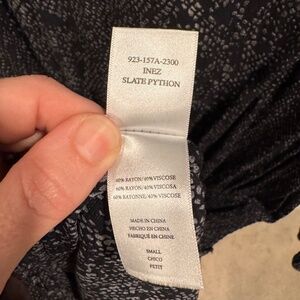 923-157A-2300
INEZ
SLATE PYTHON
60% RAYON/40% VISCOSE
60% RAYON/40% VISCOSA
60% RAYONNE/40% VISCOSE
MADE IN CHINA
HECHO EN CHINA
FABRIQUÉ EN CHINE
SMALL
CHICO
PETIT